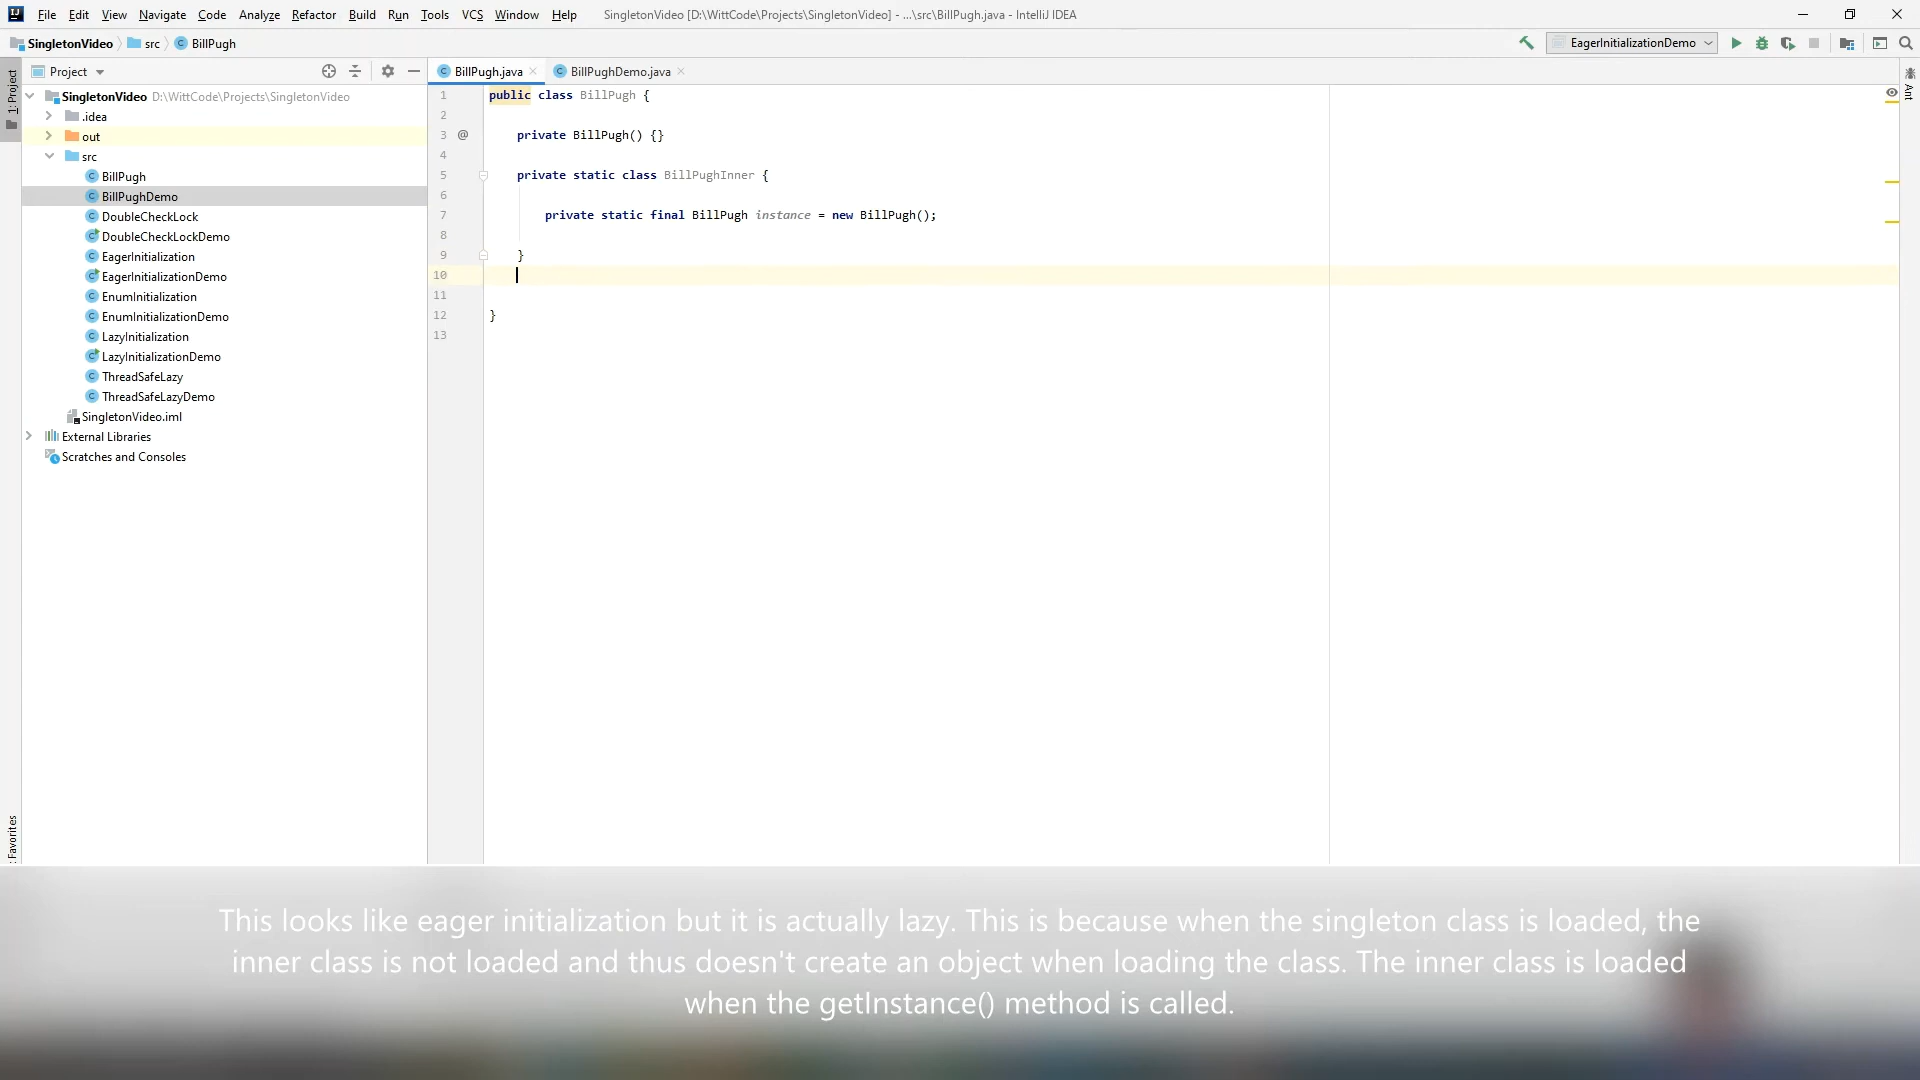 File Edit View Navigate Code Analyze Refactor Build Run Tools VCS Window Help SingletonVideo [D:\WittCode\Projects\SingletonVideo] - ...\src\BillPugh.java - IntelliJ IDEA
SingletonVideo src BillPugh EagerInitializationDemo
Project
1: Project
BillPugh.java BillPughDemo.java
Ant
SingletonVideo D:\WittCode\Projects\SingletonVideo
.idea
out
src
BillPugh
BillPughDemo
DoubleCheckLock
DoubleCheckLockDemo
EagerInitialization
EagerInitializationDemo
EnumInitialization
EnumInitializationDemo
LazyInitialization
LazyInitializationDemo
ThreadSafeLazy
ThreadSafeLazyDemo
SingletonVideo.iml
External Libraries
Scratches and Consoles
1 public class BillPugh {
2
3 @ private BillPugh() {}
4
5 private static class BillPughInner {
6
7 private static final BillPugh instance = new BillPugh();
8
9 }
10
11
12 }
13
: Favorites
This looks like eager initialization but it is actually lazy. This is because when the singleton class is loaded, the
inner class is not loaded and thus doesn't create an object when loading the class. The inner class is loaded
when the getInstance() method is called.